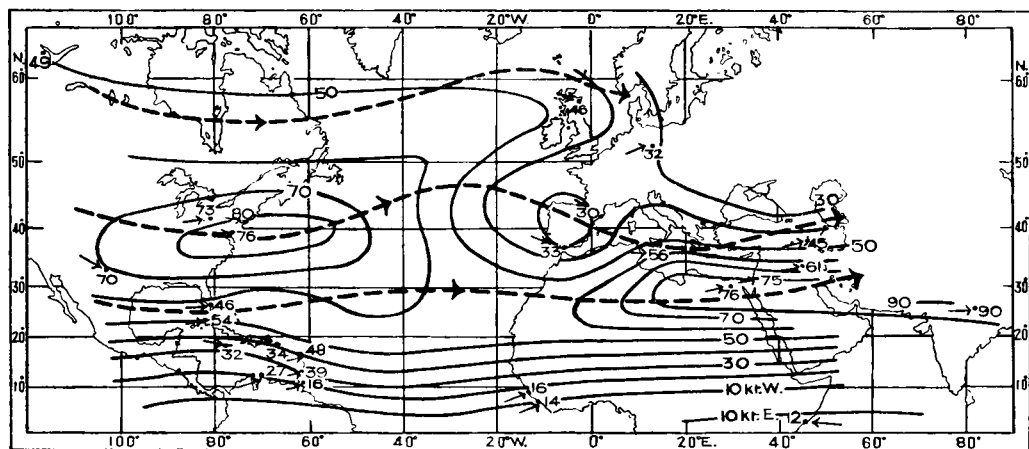 100° 80° 60° 40° 20°W. 0° 20°E. 40° 60° 80°
N. 49 60° 50 46 60° N.
50° 32 50°
70 73 80 76 30 33 30
40° 56 45 50 40°
70 61
30° 46 76 75 90 90 30°
54 70
20° 50 20°
32 34 48 30
27 39
10° 16 16 10 kt.W. 10°
14
10 kt.E. 12
100° 80° 60° 40° 20°W. 0° 20°E. 40° 60° 80°